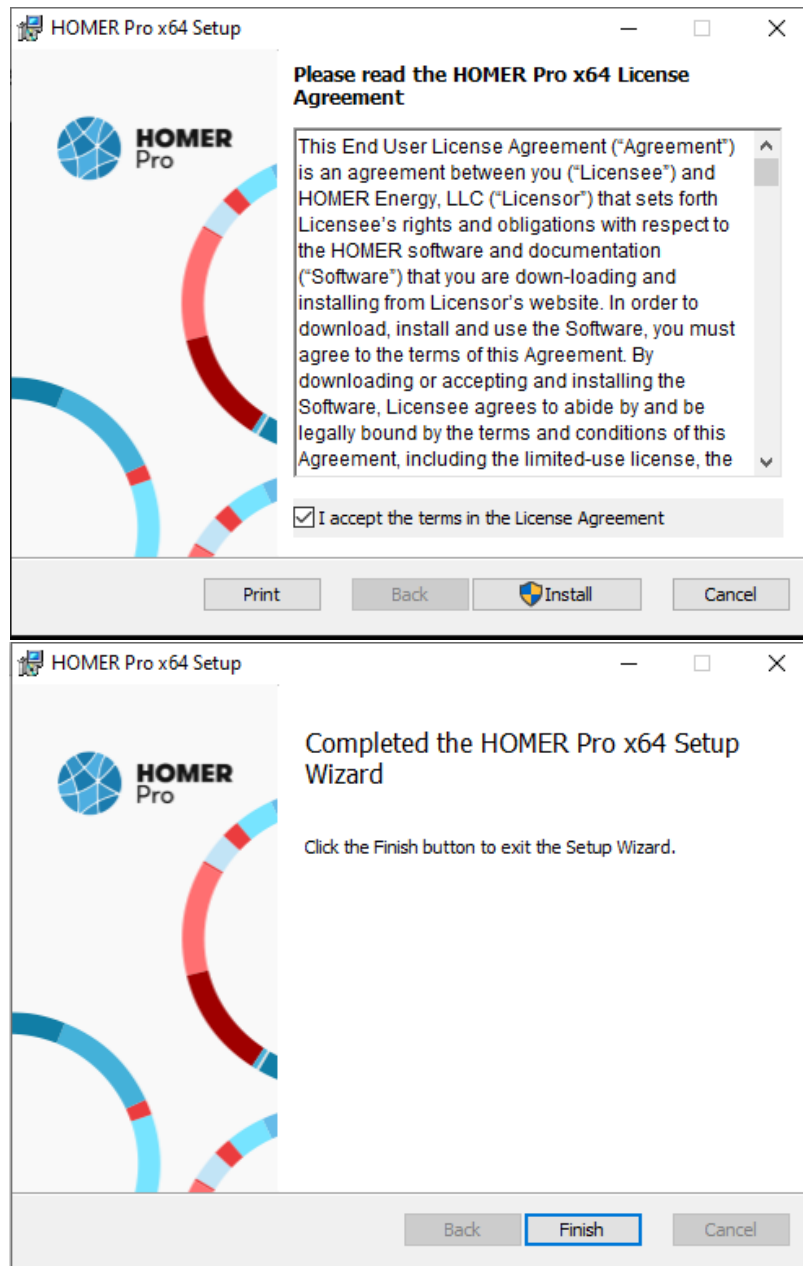 HOMER Pro x64 Setup
Please read the HOMER Pro x64 License
Agreement
HOMER
Pro
This End User License Agreement (“Agreement”)
is an agreement between you (“Licensee”) and
HOMER Energy, LLC (“Licensor”) that sets forth
Licensee’s rights and obligations with respect to
the HOMER software and documentation
(“Software”) that you are down-loading and
installing from Licensor’s website. In order to
download, install and use the Software, you must
agree to the terms of this Agreement. By
downloading or accepting and installing the
Software, Licensee agrees to abide by and be
legally bound by the terms and conditions of this
Agreement, including the limited-use license, the
I accept the terms in the License Agreement
Print Back Install Cancel
HOMER Pro x64 Setup
HOMER
Pro
Completed the HOMER Pro x64 Setup
Wizard
Click the Finish button to exit the Setup Wizard.
Back Finish Cancel